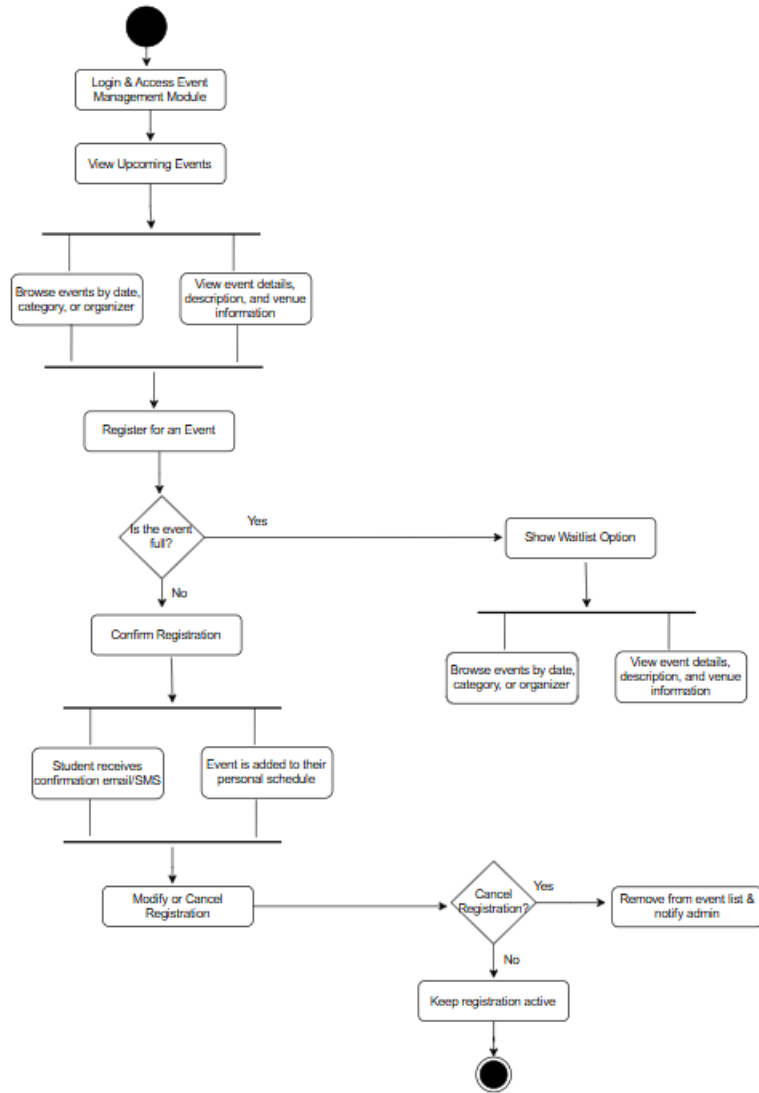 Login & Access Event
Management Module
View Upcoming Events
Browse events by date,
category, or organizer
View event details,
description, and venue
information
Register for an Event
Is the event
full?
Yes
Show Waitlist Option
No
Confirm Registration
Browse events by date,
category, or organizer
View event details,
description, and venue
information
Student receives
confirmation email/SMS
Event is added to their
personal schedule
Modify or Cancel
Registration
Cancel
Registration?
Yes
Remove from event list &
notify admin
No
Keep registration active